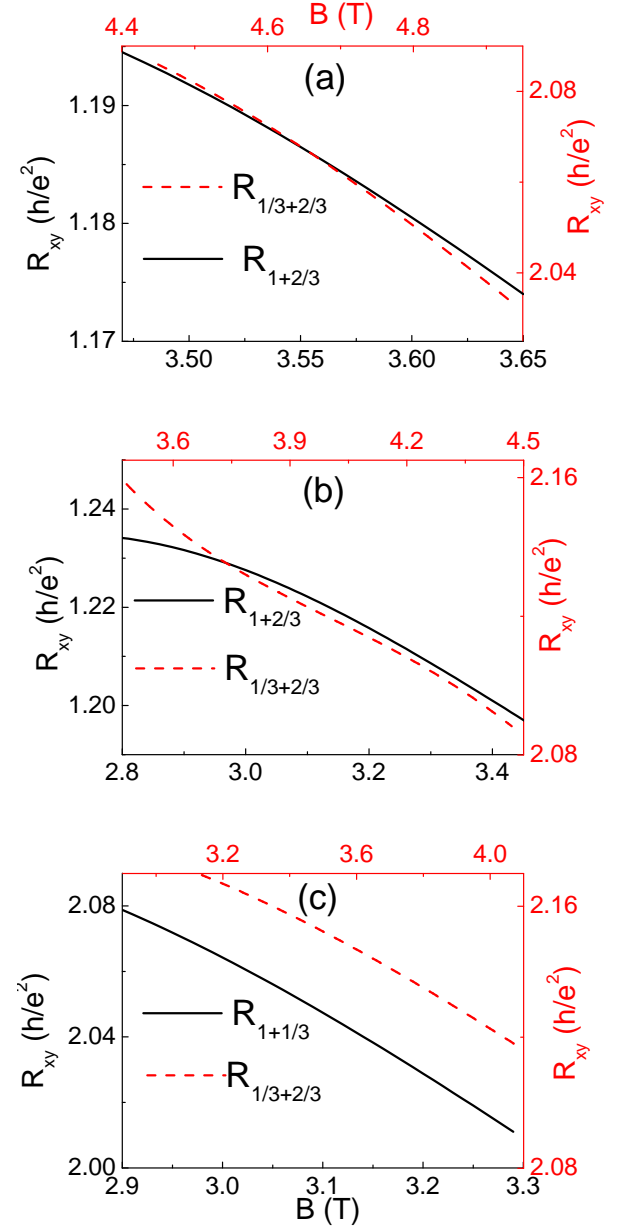 B (T)
4.4 4.6 4.8
(a)
R_xy (h/e^2)
1.19
1.18
1.17
2.08
2.04
R_xy (h/e^2)
R_1/3+2/3
R_1+2/3
3.50 3.55 3.60 3.65
3.6 3.9 4.2 4.5
(b)
R_xy (h/e^2)
1.24
1.22
1.20
2.16
2.08
R_xy (h/e^2)
R_1+2/3
R_1/3+2/3
2.8 3.0 3.2 3.4
3.2 3.6 4.0
(c)
R_xy (h/e^2)
2.08
2.04
2.00
2.16
2.08
R_xy (h/e^2)
R_1+1/3
R_1/3+2/3
2.9 3.0 3.1 3.2 3.3
B (T)